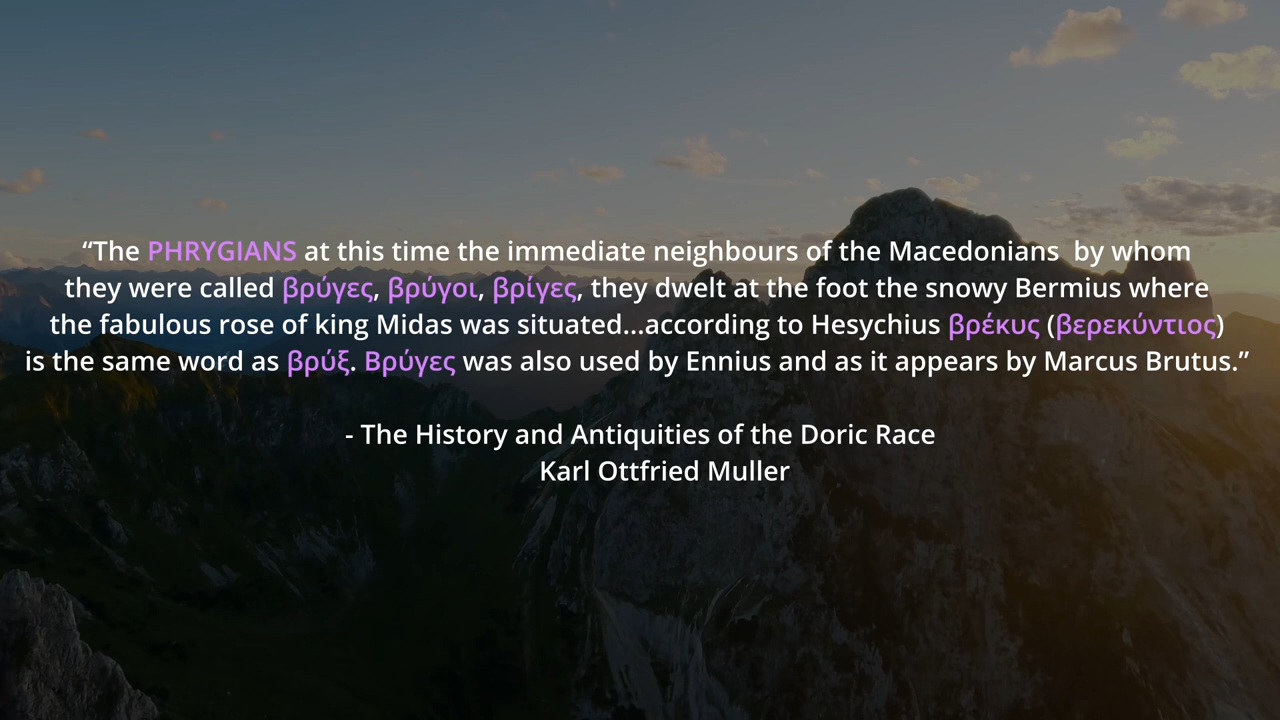 “The PHRYGIANS at this time the immediate neighbours of the Macedonians  by whom
they were called βρύγες, βρύγοι, βρίγες, they dwelt at the foot the snowy Bermius where
the fabulous rose of king Midas was situated...according to Hesychius βρέκυς (βερεκύντιος)
is the same word as βρύξ. Βρύγες was also used by Ennius and as it appears by Marcus Brutus.”
- The History and Antiquities of the Doric Race
Karl Ottfried Muller